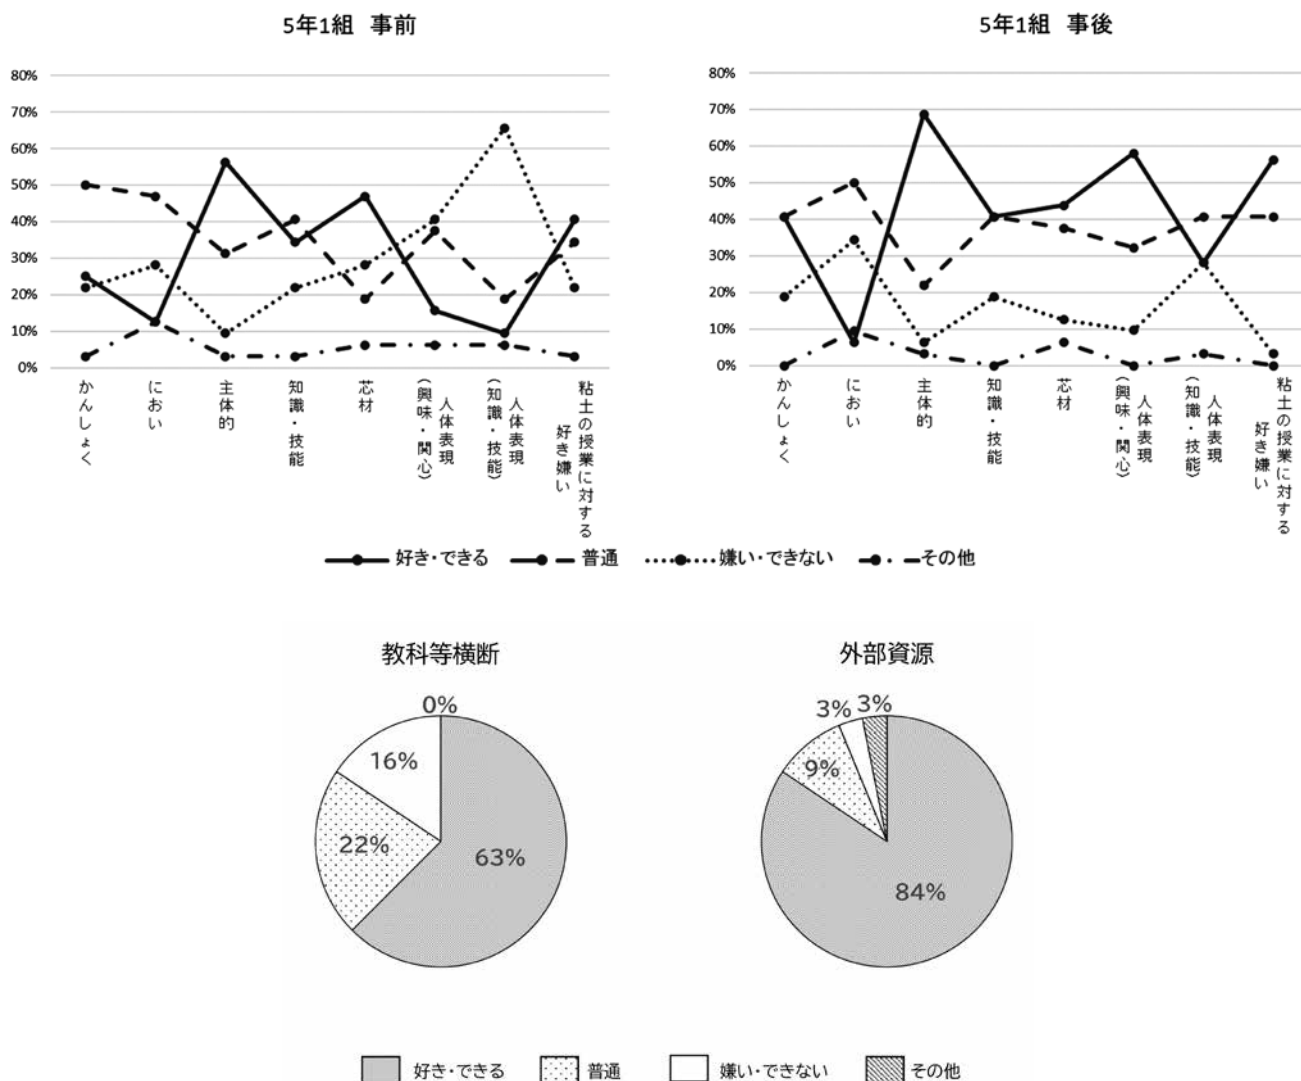 5年1組 事前
80%
70%
60%
50%
40%
30%
20%
10%
0%
かんしょく
におい
主体的
知識・技能
芯材
人体表現
(興味・関心)
人体表現
(知識・技能)
粘土の授業に対する
好き嫌い
5年1組 事後
80%
70%
60%
50%
40%
30%
20%
10%
0%
かんしょく
におい
主体的
知識・技能
芯材
人体表現
(興味・関心)
人体表現
(知識・技能)
粘土の授業に対する
好き嫌い
好き・できる 普通 嫌い・できない その他
教科等横断
0%
16%
22%
63%
外部資源
3%
3%
9%
84%
好き・できる 普通 嫌い・できない その他